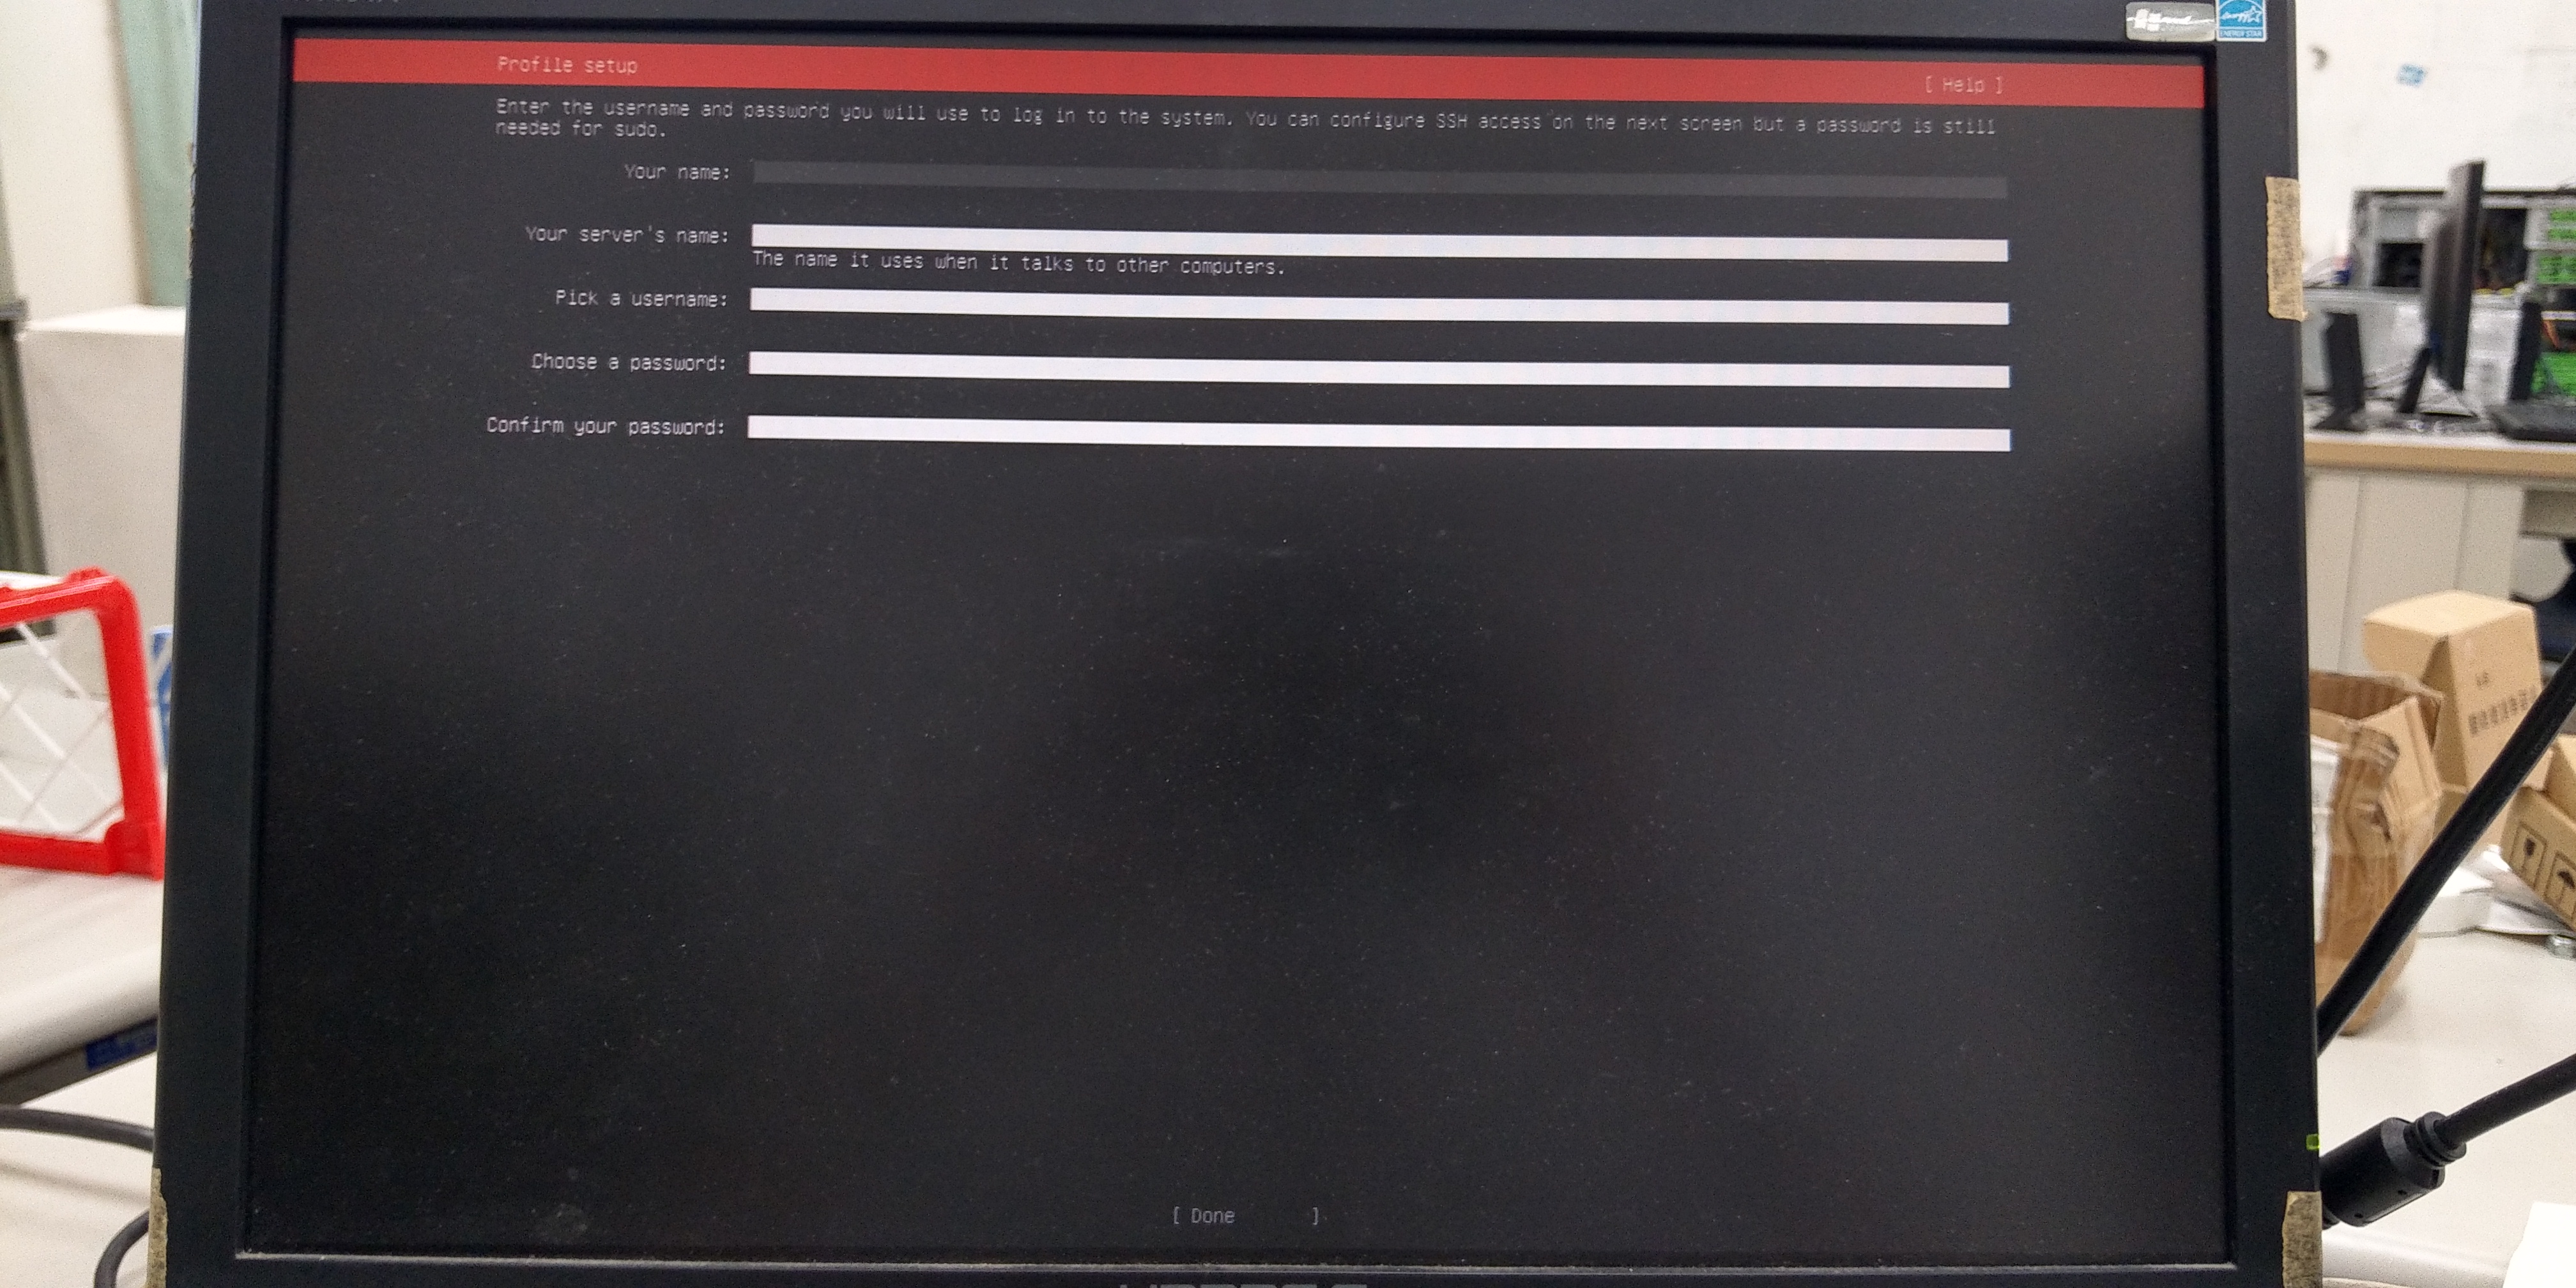 Profile setup
[ Help ]
Enter the username and password you will use to log in to the system. You can configure SSH access on the next screen but a password is still
needed for sudo.
Your name:
Your server's name:
The name it uses when it talks to other computers.
Pick a username:
Choose a password:
Confirm your password:
[ Done ]
ENERGY STAR